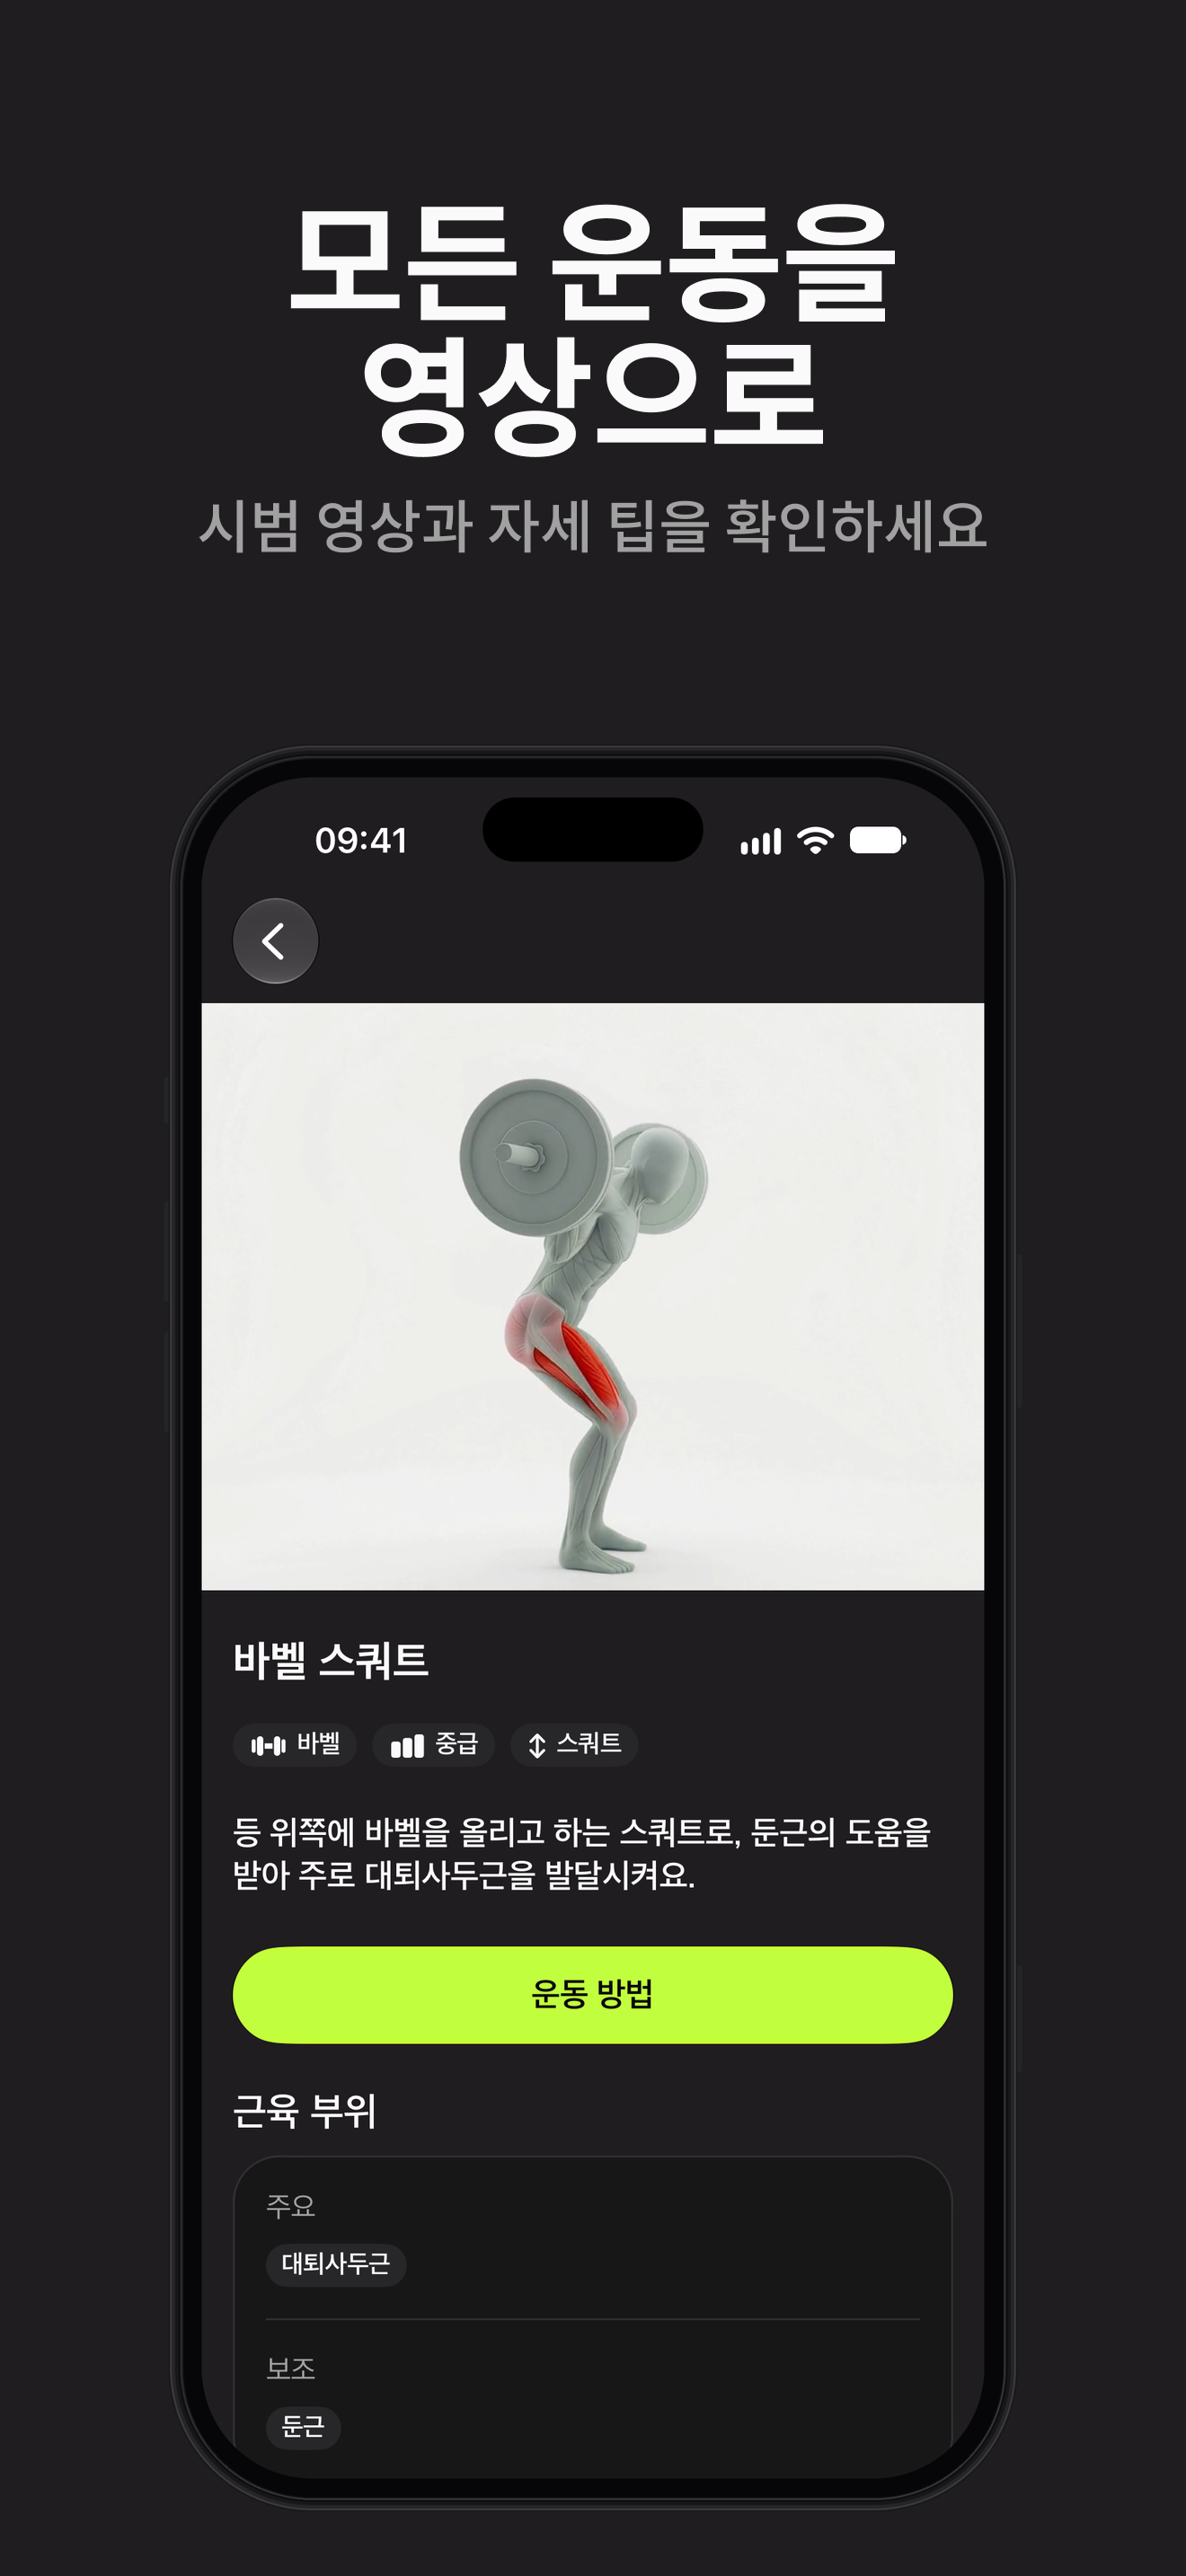 모든 운동을
영상으로
시범 영상과 자세 팁을 확인하세요
09:41
바벨 스쿼트
바벨 중급 스쿼트
등 위쪽에 바벨을 올리고 하는 스쿼트로, 둔근의 도움을
받아 주로 대퇴사두근을 발달시켜요.
운동 방법
근육 부위
주요
대퇴사두근
보조
둔근